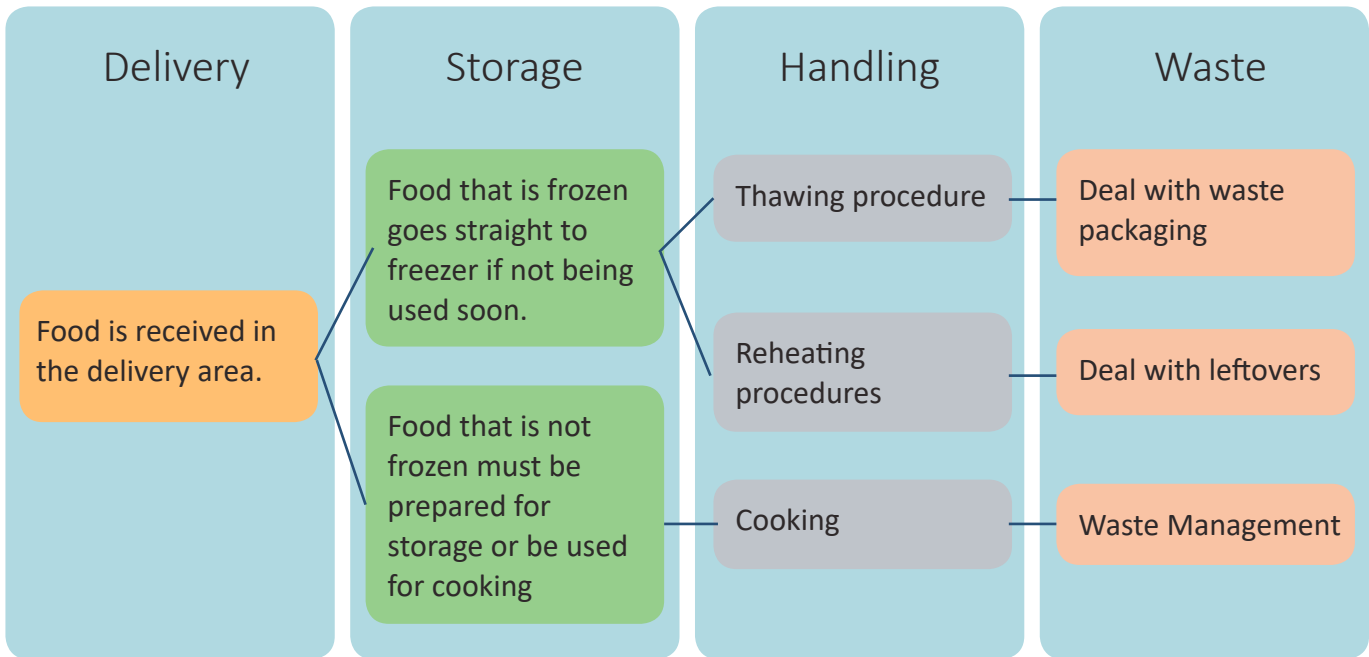 Delivery
Storage
Handling
Waste
Food is received in
the delivery area.
Food that is frozen
goes straight to
freezer if not being
used soon.
Food that is not
frozen must be
prepared for
storage or be used
for cooking
Thawing procedure
Reheating
procedures
Cooking
Deal with waste
packaging
Deal with leftovers
Waste Management